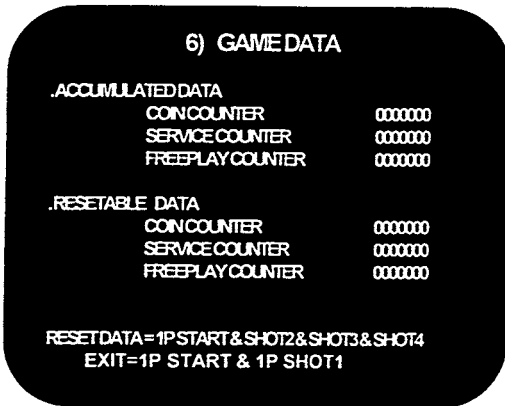 6) GAME DATA
.ACCUMULATED DATA
COIN COUNTER 0000000
SERVICE COUNTER 0000000
FREEPLAY COUNTER 0000000
.RESETABLE DATA
COIN COUNTER 0000000
SERVICE COUNTER 0000000
FREEPLAY COUNTER 0000000
RESET DATA=1P START & SHOT2 & SHOT3 & SHOT4
EXIT=1P START & 1P SHOT1